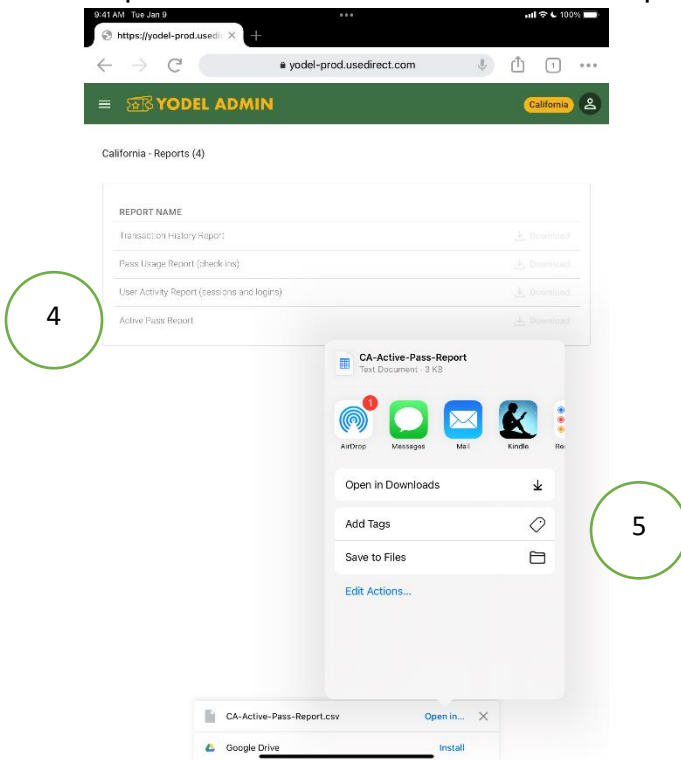 9:41 AM Tue Jan 9
100%
https://yodel-prod.usedir
yodel-prod.usedirect.com
1
YODEL ADMIN
California
California - Reports (4)
REPORT NAME
Transaction History Report
Download
Pass Usage Report (check ins)
Download
User Activity Report (sessions and logins)
Download
4
Active Pass Report
Download
CA-Active-Pass-Report
Text Document · 3 KB
1
AirDrop Messages Mail Kindle Re
Open in Downloads
Add Tags
5
Save to Files
Edit Actions...
CA-Active-Pass-Report.csv Open in...
Google Drive Install